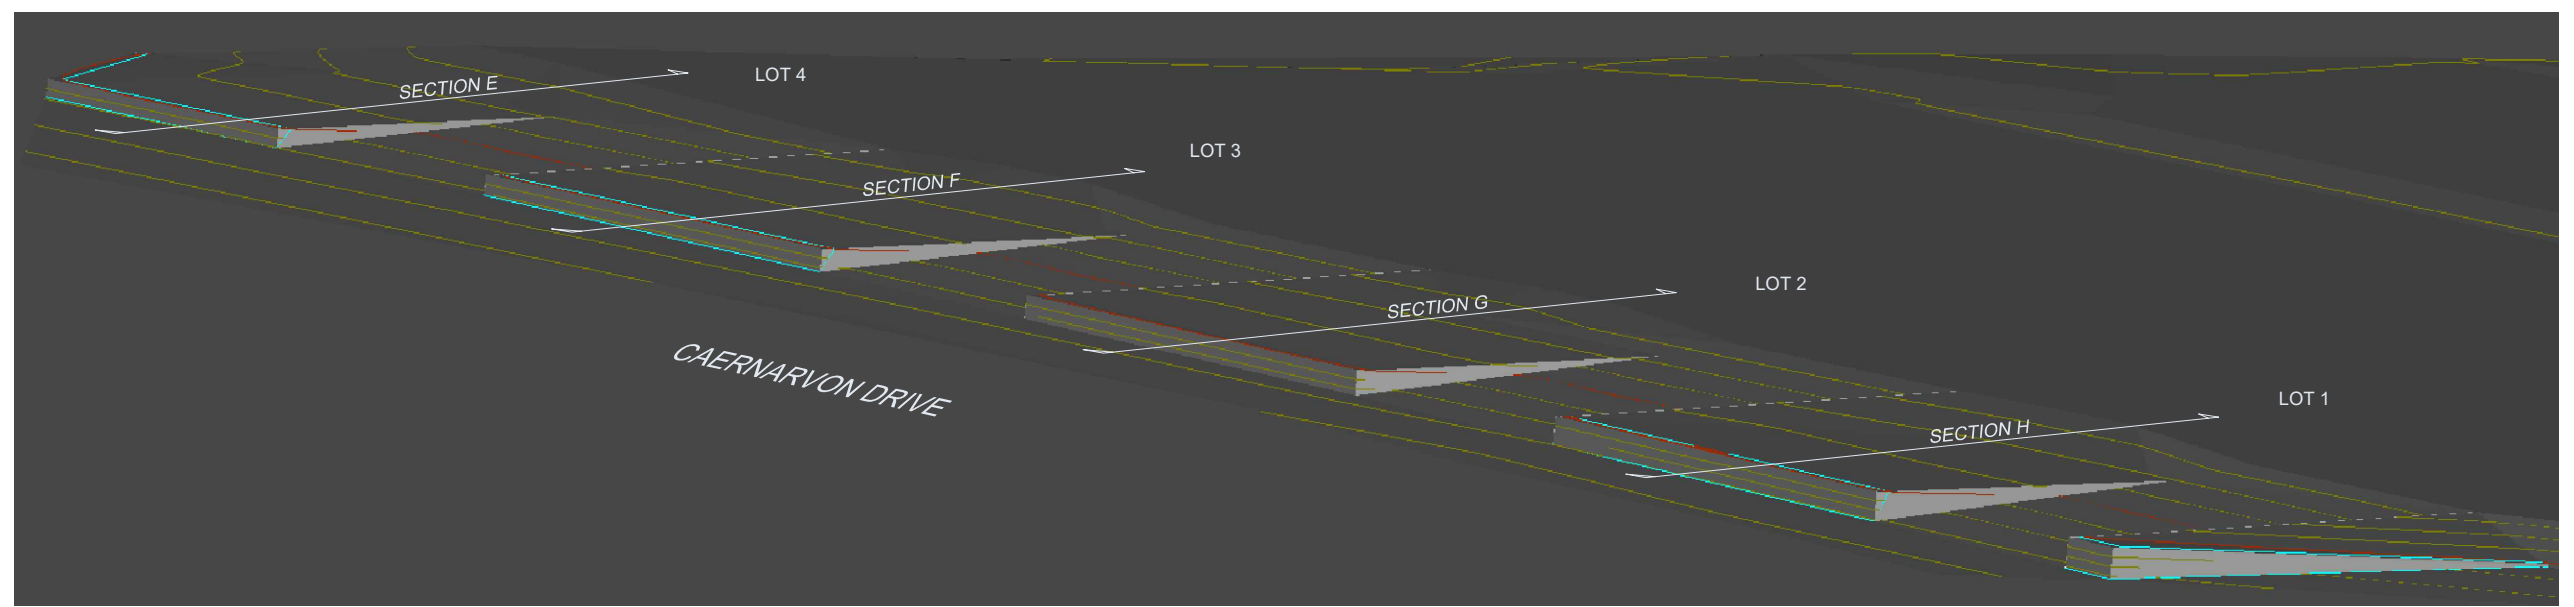 LOT 4
SECTION E
LOT 3
SECTION F
LOT 2
SECTION G
CAERNARVON DRIVE
LOT 1
SECTION H